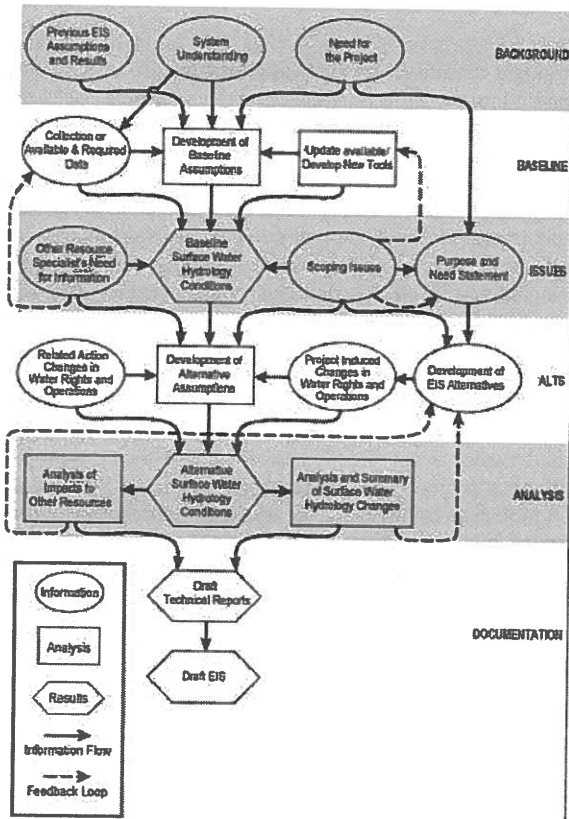 Previous EIS
Assumptions
and Results
System
Understanding
Need for
the Project
BACKGROUND
Collection or
Available & Required
Data
Development of
Baseline
Assumptions
Update available/
Develop New Tools
BASELINE
Other Resource
Specialist's Need
for Information
Baseline
Surface Water
Hydrology
Conditions
Scoping Issues
Purpose and
Need Statement
ISSUES
Related Action
Changes in
Water Rights and
Operations
Development of
Alternative
Assumptions
Project Induced
Changes in
Water Rights and
Operations
Development of
EIS Alternatives
ALTS
Analysis of
Impacts to
Other Resources
Alternative
Surface Water
Hydrology
Conditions
Analysis and Summary
of Surface Water
Hydrology Changes
ANALYSIS
Information
Analysis
Results
Information Flow
Feedback Loop
Draft
Technical Reports
Draft EIS
DOCUMENTATION